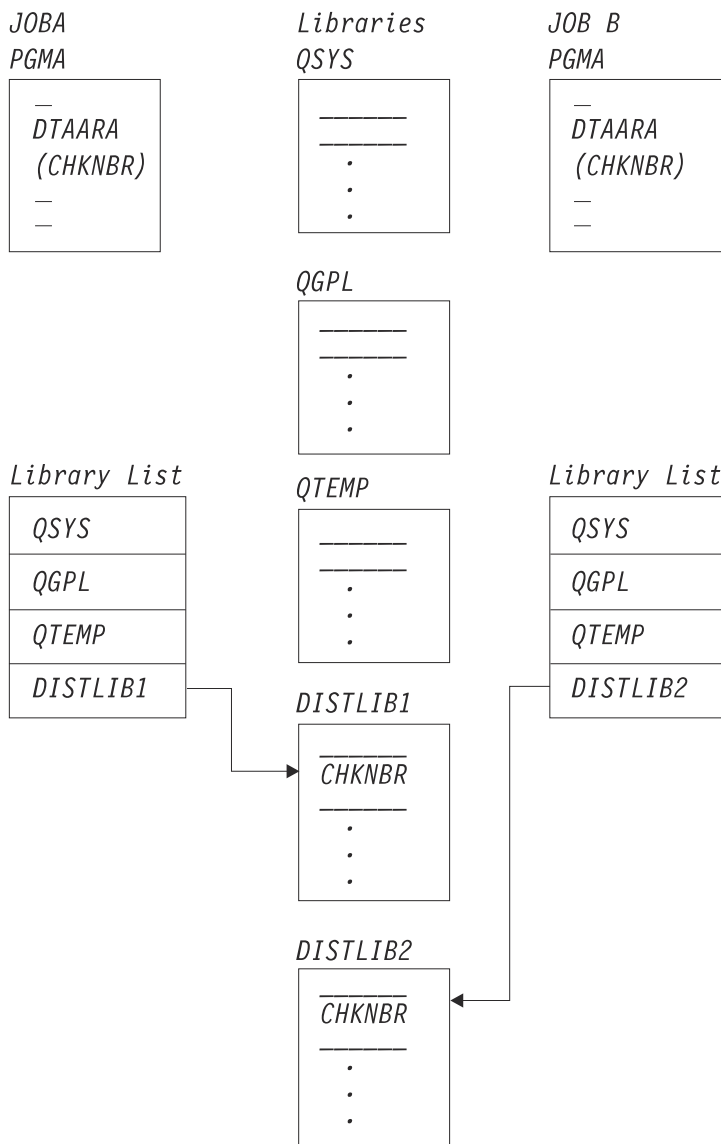 JOBA
PGMA
DTAARA
(CHKNBR)
Library List
QSYS
QGPL
QTEMP
DISTLIB1
Libraries
QSYS
QGPL
QTEMP
DISTLIB1
CHKNBR
DISTLIB2
CHKNBR
JOB B
PGMA
DTAARA
(CHKNBR)
Library List
QSYS
QGPL
QTEMP
DISTLIB2